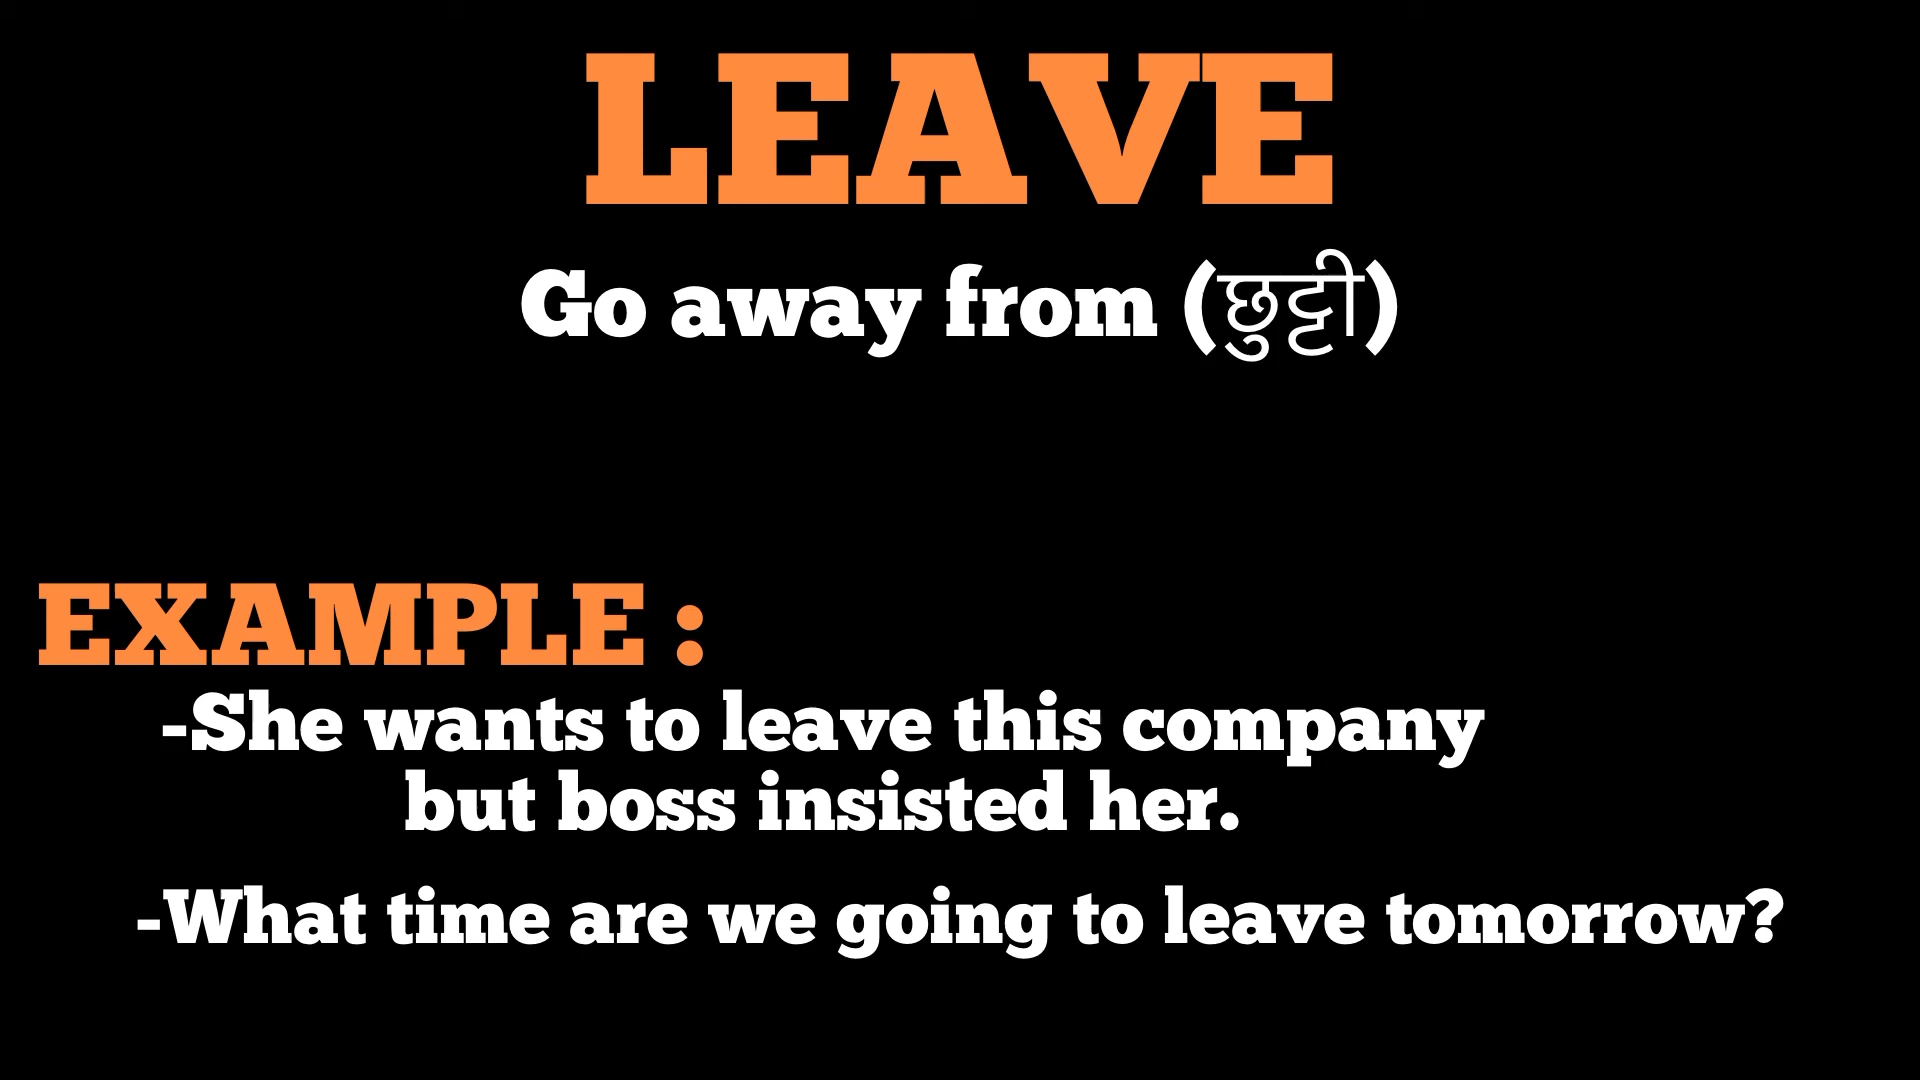 LEAVE
Go away from (छुट्टी)
EXAMPLE :
-She wants to leave this company
but boss insisted her.
-What time are we going to leave tomorrow?